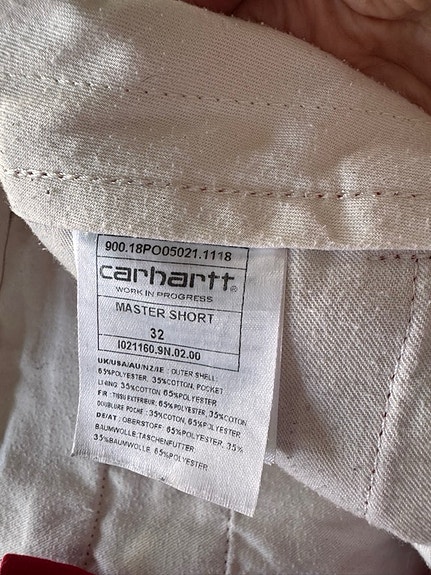 900.18PO05021.1118
carhartt®
WORK IN PROGRESS
MASTER SHORT
32
I021160.9N.02.00
UK/USA/AU/NZ/IE : OUTER SHELL:
65%POLYESTER, 35%COTTON, POCKET
LINING: 35%COTTON, 65%POLYESTER
FR : TISSU EXTERIEUR: 65%POLYESTER, 35%COTON
DOUBLURE POCHE : 35%COTON, 65%POLYESTER
DE/AT : OBERSTOFF: 65%POLYESTER, 35%
BAUMWOLLE,TASCHENFUTTER
35%BAUMWOLLE, 65%POLYESTER